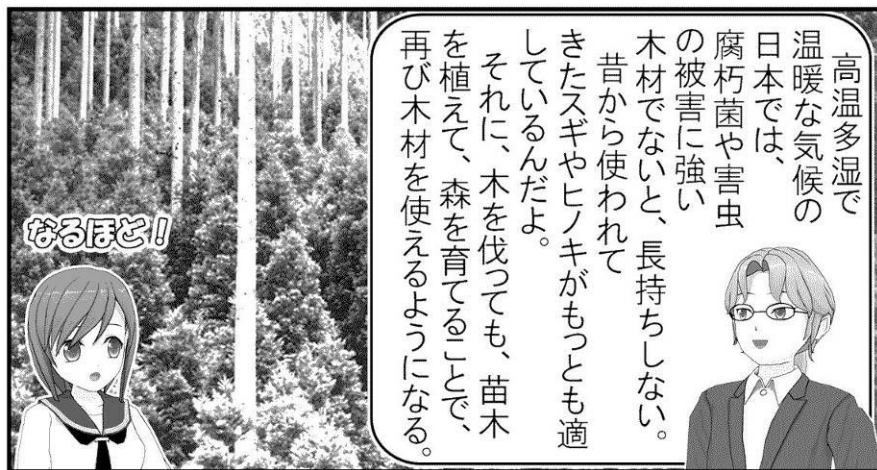 高温多湿で
温暖な気候の
日本では、
腐朽菌や害虫
の被害に強い
木材でないと、長持ちしない。
昔から使われて
きたスギやヒノキがもっとも適
しているんだよ。
それに、木を伐っても、苗木
を植えて、森を育てることで、
再び木材を使えるようになる。
なるほど！